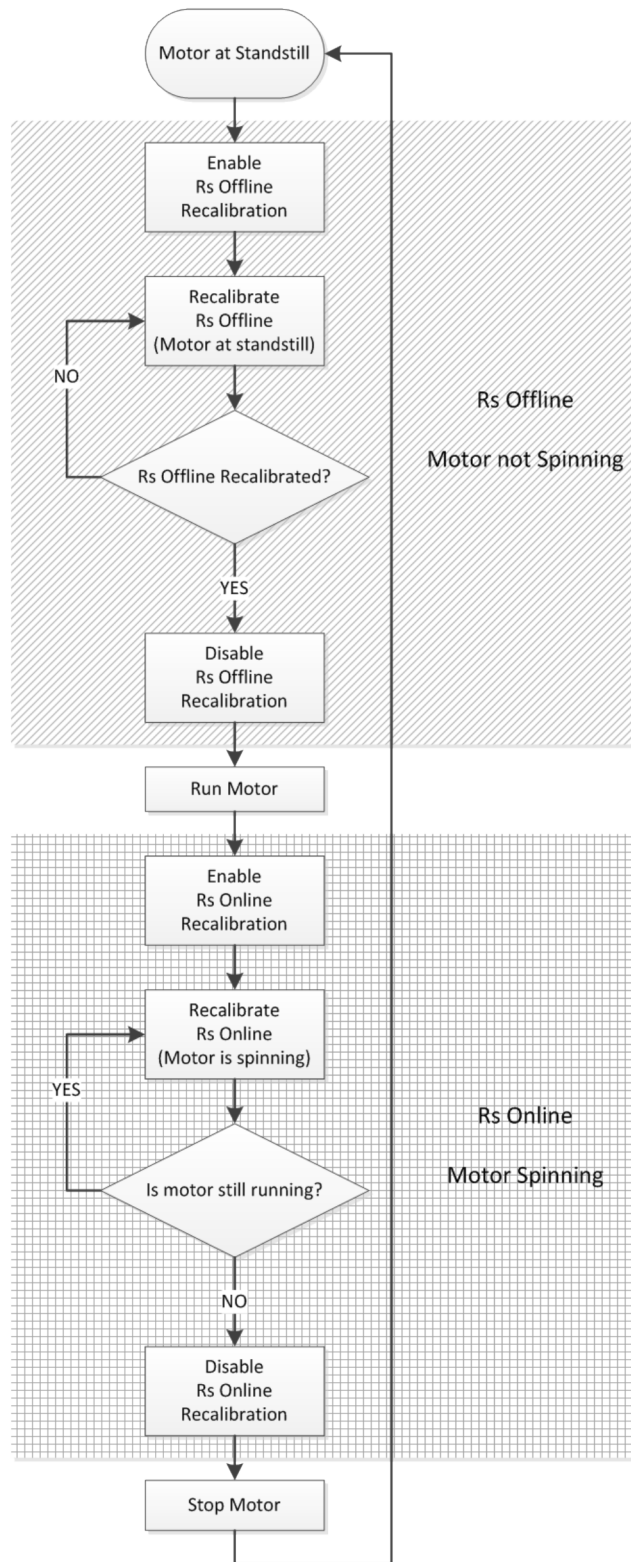 Motor at Standstill
Enable
Rs Offline
Recalibration
Recalibrate
Rs Offline
(Motor at standstill)
NO
Rs Offline
Motor not Spinning
Rs Offline Recalibrated?
YES
Disable
Rs Offline
Recalibration
Run Motor
Enable
Rs Online
Recalibration
Recalibrate
Rs Online
(Motor is spinning)
YES
Rs Online
Motor Spinning
Is motor still running?
NO
Disable
Rs Online
Recalibration
Stop Motor